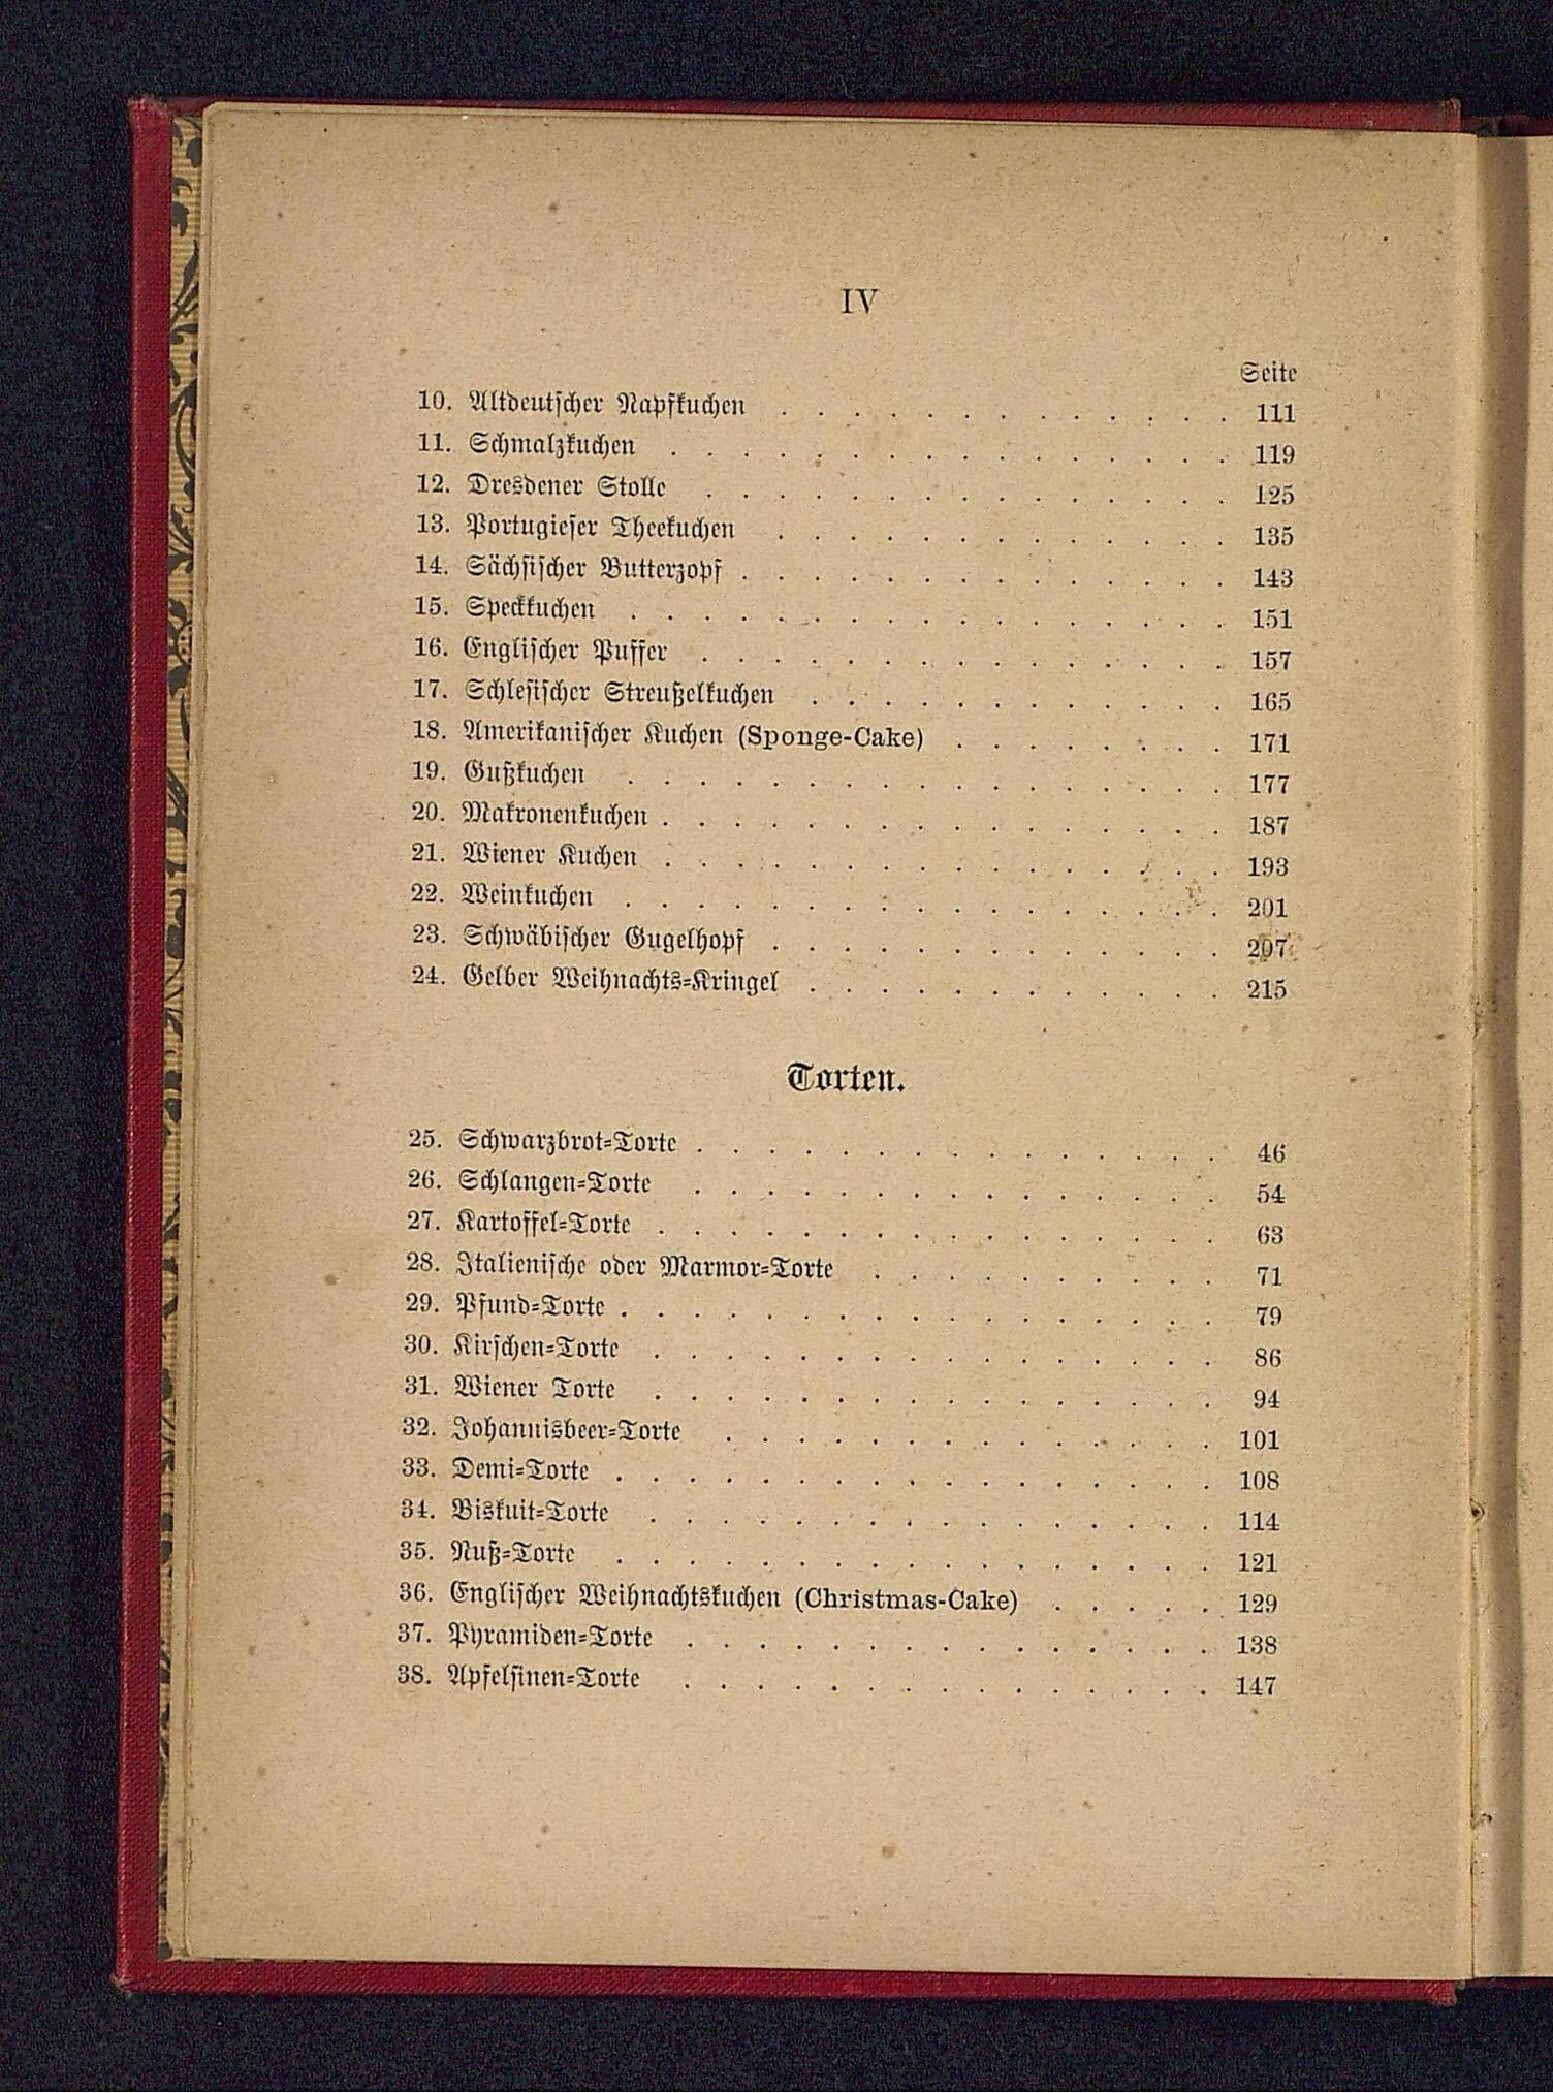 IV
Seite
10. Altdeutscher Napfkuchen . . . . . . . . . . . . . 111
11. Schmalzkuchen . . . . . . . . . . . . . . . . 119
12. Dresdener Stolle . . . . . . . . . . . . . . . 125
13. Portugieser Theekuchen . . . . . . . . . . . . . 135
14. Sächsischer Butterzopf . . . . . . . . . . . . . . 143
15. Speckkuchen . . . . . . . . . . . . . . . . . 151
16. Englischer Puffer . . . . . . . . . . . . . . . 157
17. Schlesischer Streußelkuchen . . . . . . . . . . . . 165
18. Amerikanischer Kuchen (Sponge-Cake) . . . . . . . . 171
19. Gußkuchen . . . . . . . . . . . . . . . . . 177
20. Makronenkuchen . . . . . . . . . . . . . . . . 187
21. Wiener Kuchen . . . . . . . . . . . . . . . . 193
22. Weinkuchen . . . . . . . . . . . . . . . . . 201
23. Schwäbischer Gugelhopf . . . . . . . . . . . . . 207
24. Gelber Weihnachts-Kringel . . . . . . . . . . . . 215
Torten.
25. Schwarzbrot-Torte . . . . . . . . . . . . . . . 46
26. Schlangen-Torte . . . . . . . . . . . . . . . 54
27. Kartoffel-Torte . . . . . . . . . . . . . . . . 63
28. Italienische oder Marmor-Torte . . . . . . . . . . 71
29. Pfund-Torte . . . . . . . . . . . . . . . . . 79
30. Kirschen-Torte . . . . . . . . . . . . . . . . 86
31. Wiener Torte . . . . . . . . . . . . . . . . 94
32. Johannisbeer-Torte . . . . . . . . . . . . . . 101
33. Demi-Torte . . . . . . . . . . . . . . . . . 108
34. Biskuit-Torte . . . . . . . . . . . . . . . . 114
35. Nuß-Torte . . . . . . . . . . . . . . . . . 121
36. Englischer Weihnachtskuchen (Christmas-Cake) . . . . . 129
37. Pyramiden-Torte . . . . . . . . . . . . . . . 138
38. Apfelsinen-Torte . . . . . . . . . . . . . . . 147